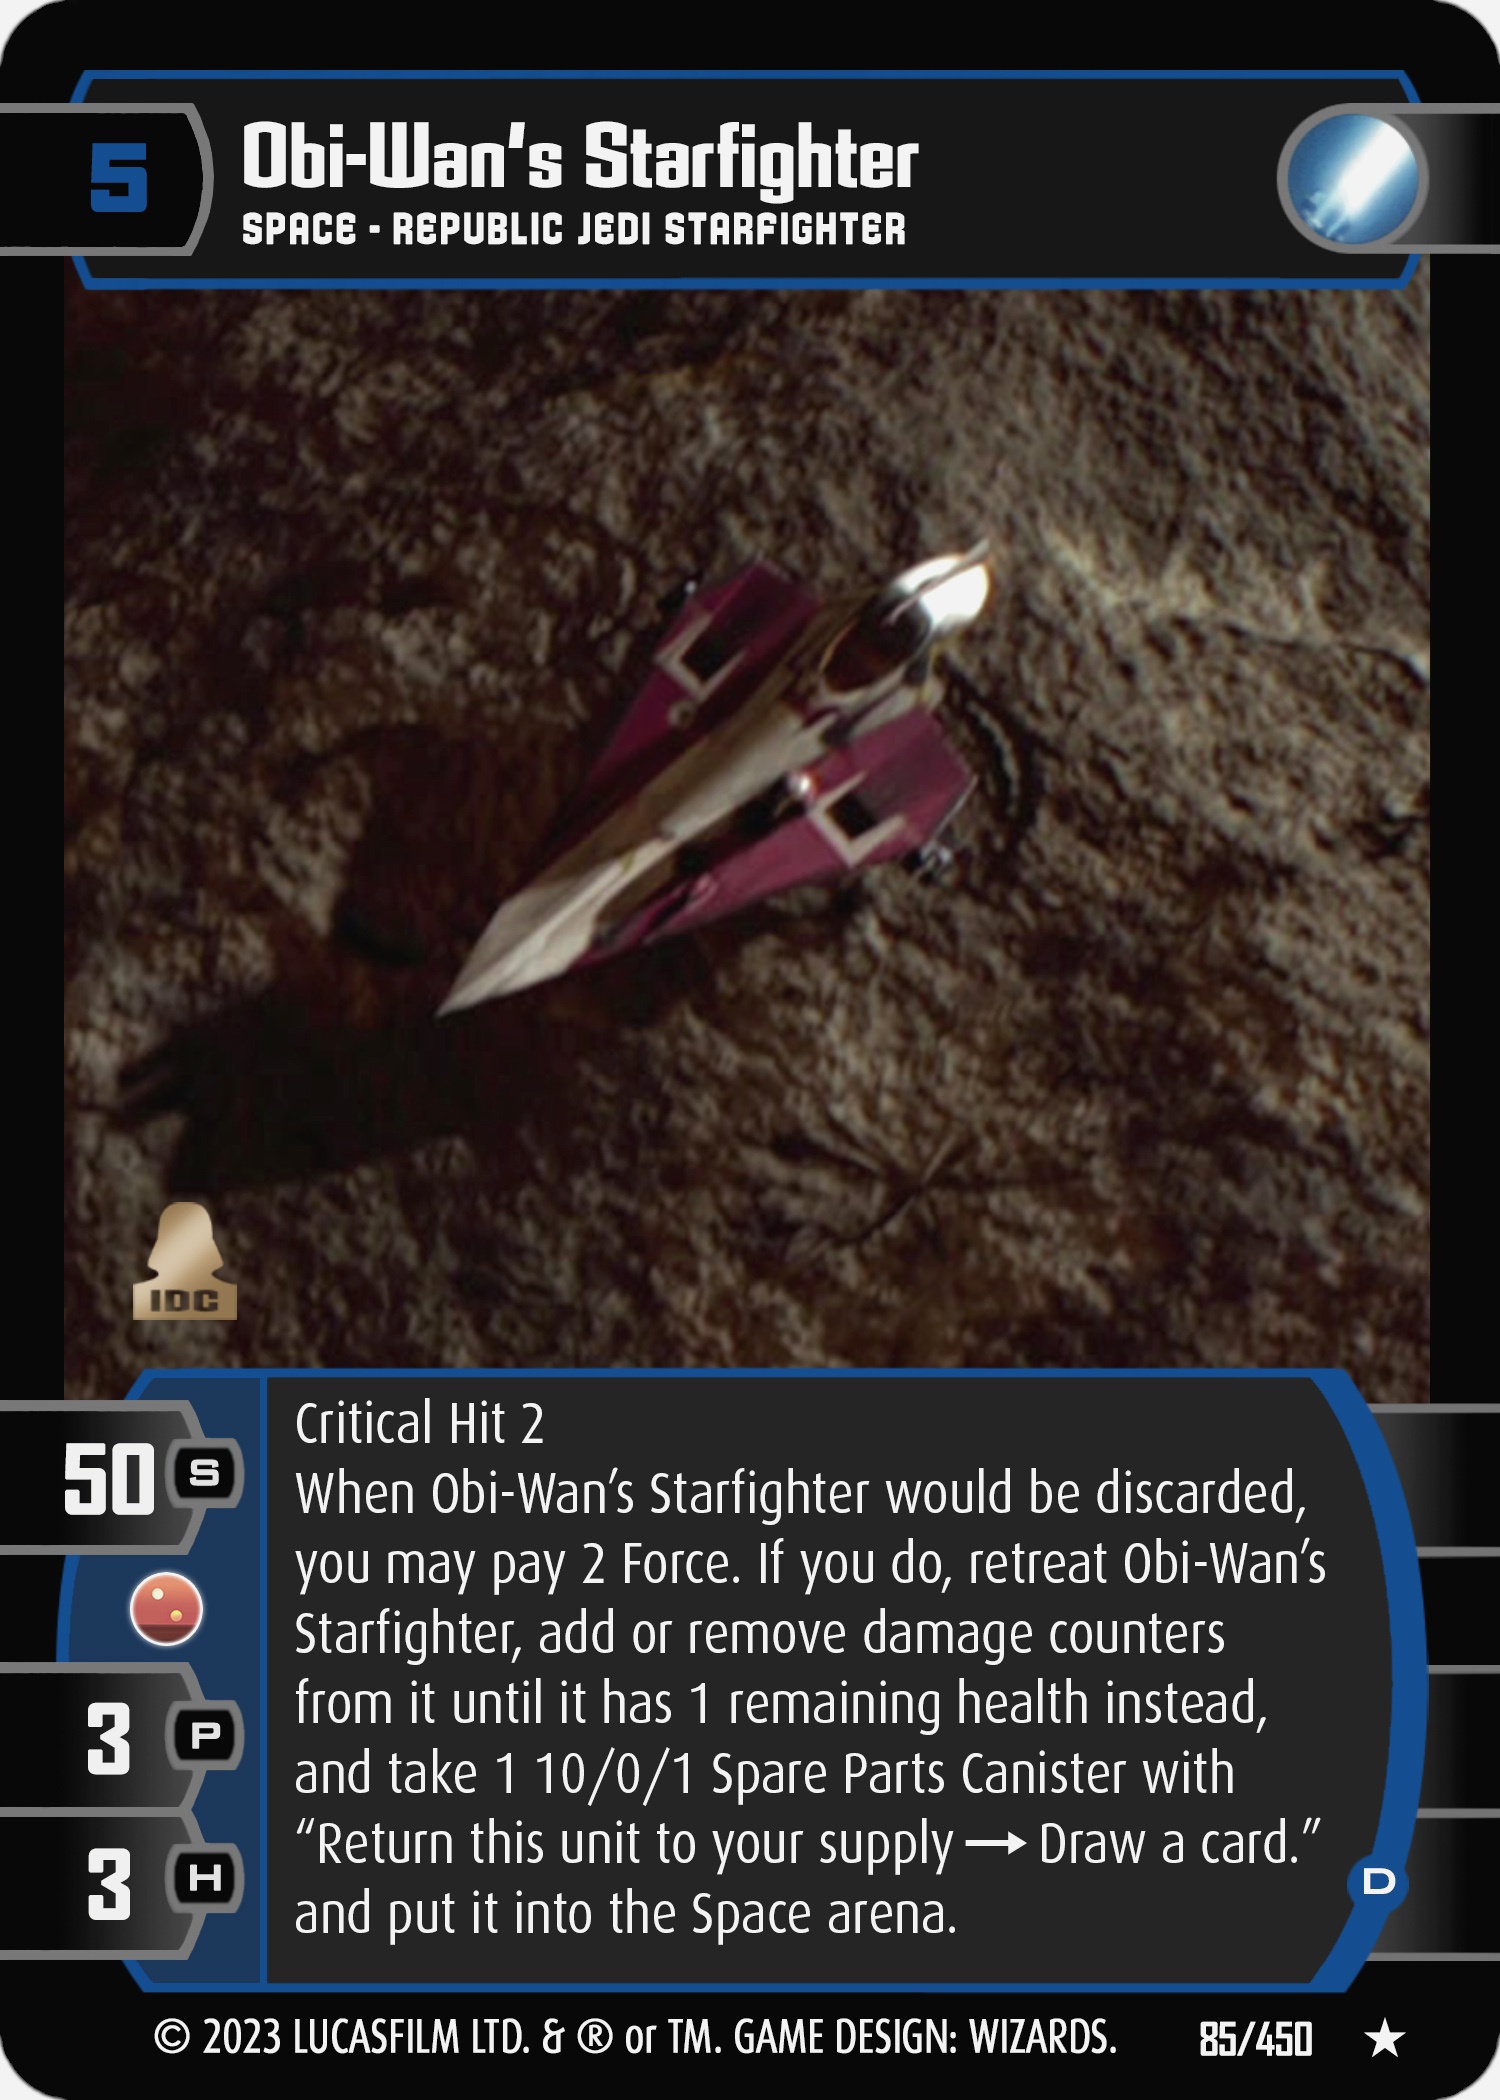 5
Obi-Wan's Starfighter
SPACE - REPUBLIC JEDI STARFIGHTER
IDC
50 S
3 P
3 H
Critical Hit 2
When Obi-Wan’s Starfighter would be discarded,
you may pay 2 Force. If you do, retreat Obi-Wan’s
Starfighter, add or remove damage counters
from it until it has 1 remaining health instead,
and take 1 10/0/1 Spare Parts Canister with
“Return this unit to your supply → Draw a card.”
and put it into the Space arena.
D
© 2023 LUCASFILM LTD. & ® or TM. GAME DESIGN: WIZARDS. 85/450 ★